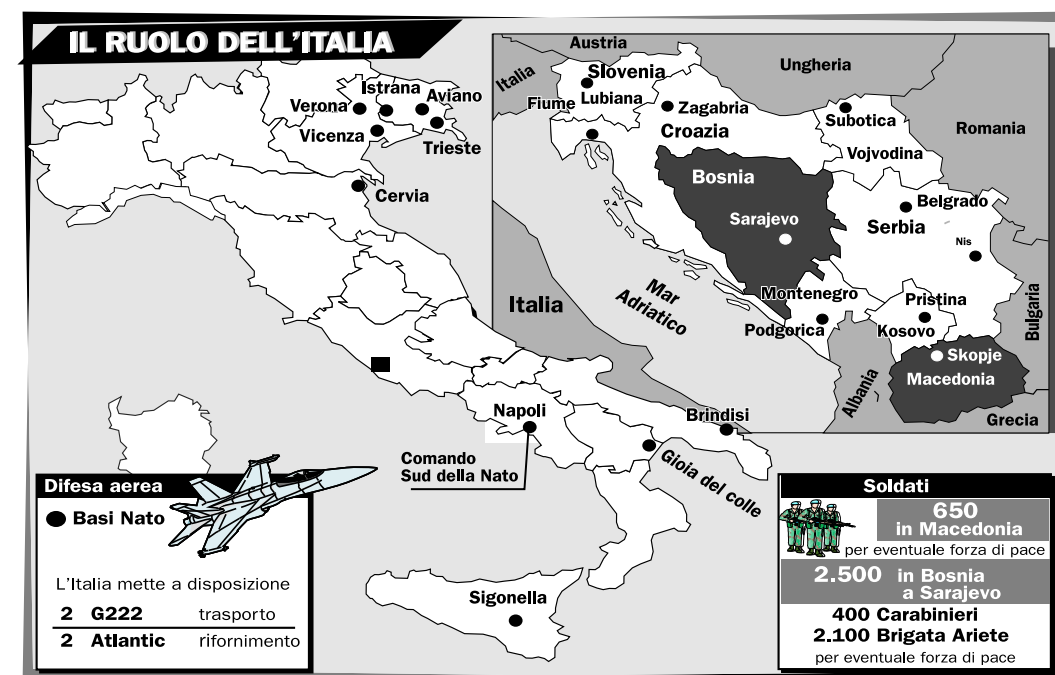 IL RUOLO DELL'ITALIA
Istrana
Verona
Aviano
Vicenza
Trieste
Cervia
Napoli
Comando
Sud della Nato
Brindisi
Gioia del colle
Sigonella
Austria
Italia
Slovenia
Ungheria
Fiume
Lubiana
Zagabria
Croazia
Subotica
Vojvodina
Romania
Bosnia
Sarajevo
Belgrado
Serbia
Nis
Italia
Mar
Adriatico
Montenegro
Podgorica
Pristina
Kosovo
Bulgaria
Skopje
Macedonia
Albania
Grecia
Difesa aerea
Basi Nato
L'Italia mette a disposizione
2 G222 trasporto
2 Atlantic rifornimento
Soldati
650
in Macedonia
per eventuale forza di pace
2.500 in Bosnia
a Sarajevo
400 Carabinieri
2.100 Brigata Ariete
per eventuale forza di pace